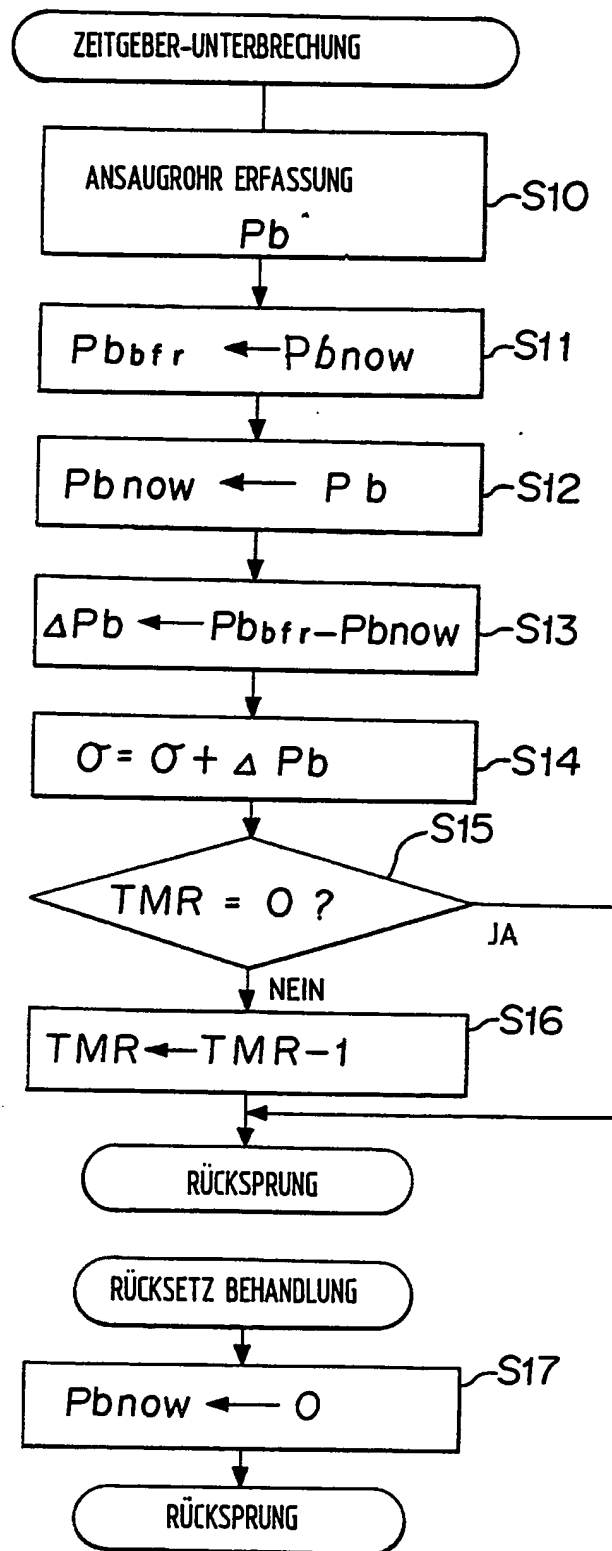 ZEITGEBER-UNTERBRECHUNG
ANSAUGROHR ERFASSUNG
Pb
S10
Pbbfr ← Pbnow
S11
Pbnow ← Pb
S12
ΔPb ← Pbbfr-Pbnow
S13
σ = σ + Δ Pb
S14
S15
TMR = 0 ?
JA
NEIN
S16
TMR ← TMR-1
RÜCKSPRUNG
RÜCKSETZ BEHANDLUNG
S17
Pbnow ← 0
RÜCKSPRUNG